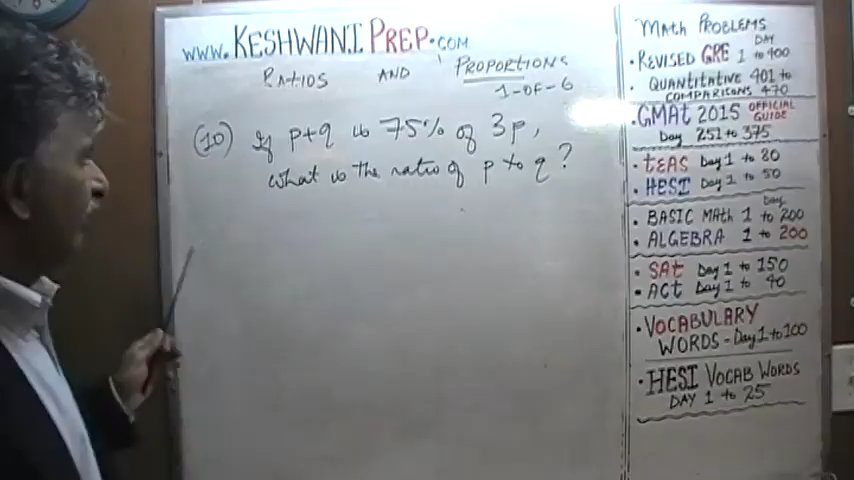 www.KESHWANI PREP.COM
RATIOS AND PROPORTIONS
1-OF-6
(10) If p+q is 75% of 3p,
what is the ratio of p to q?
MATH PROBLEMS
DAY
• REVISED GRE 1 to 400
• QUANTITATIVE 401 to
COMPARISONS 470
• GMAT 2015 OFFICIAL GUIDE
Day 251 to 375
• TEAS Day 1 to 80
• HESI Day 1 to 50
Day
• BASIC MATH 1 to 200
• ALGEBRA 1 to 200
• SAT Day 1 to 150
• ACT Day 1 to 40
• VOCABULARY
WORDS - Day 1 to 100
• HESI VOCAB WORDS
DAY 1 to 25